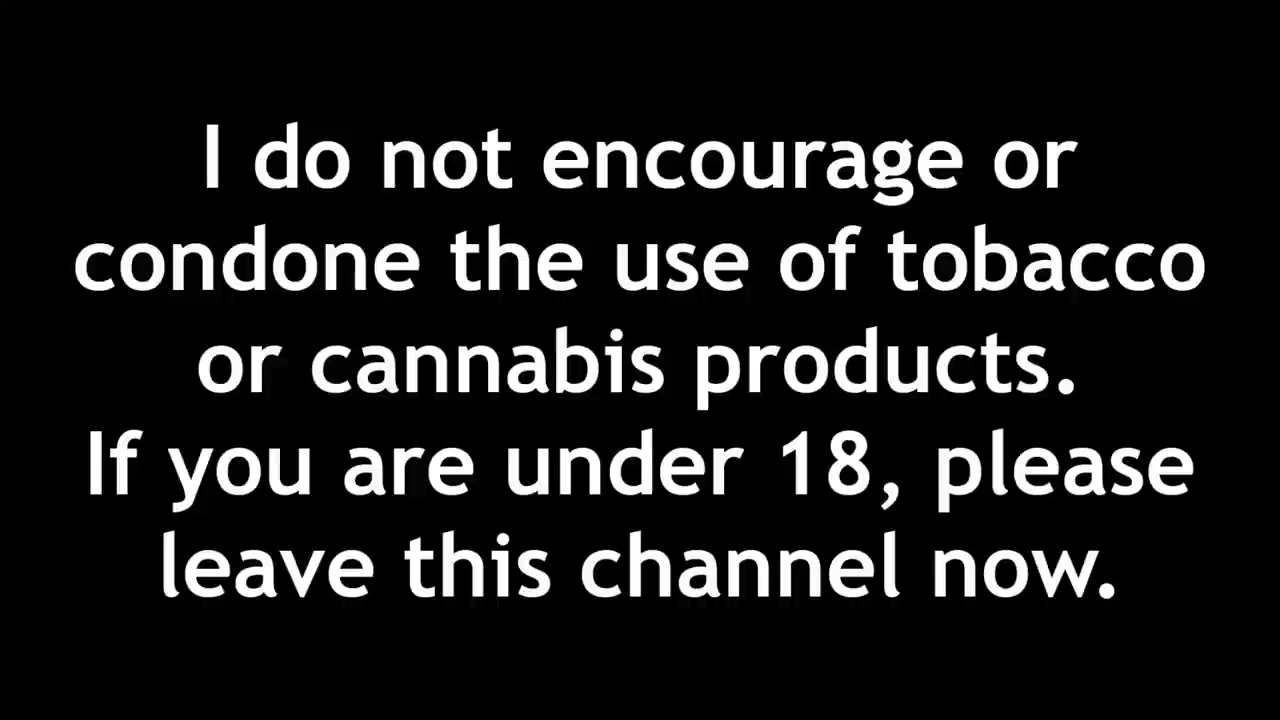 I do not encourage or
condone the use of tobacco
or cannabis products.
If you are under 18, please
leave this channel now.